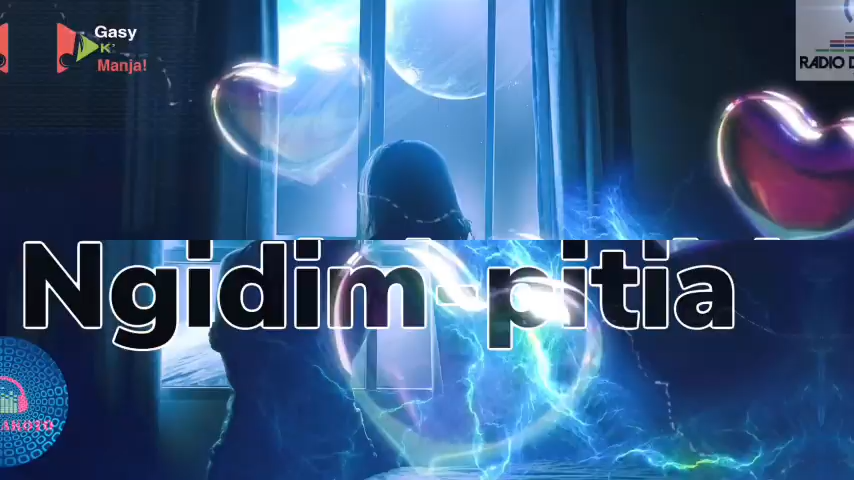 Gasy
K'
Manja!
RADIO D
Ngidim-pitia